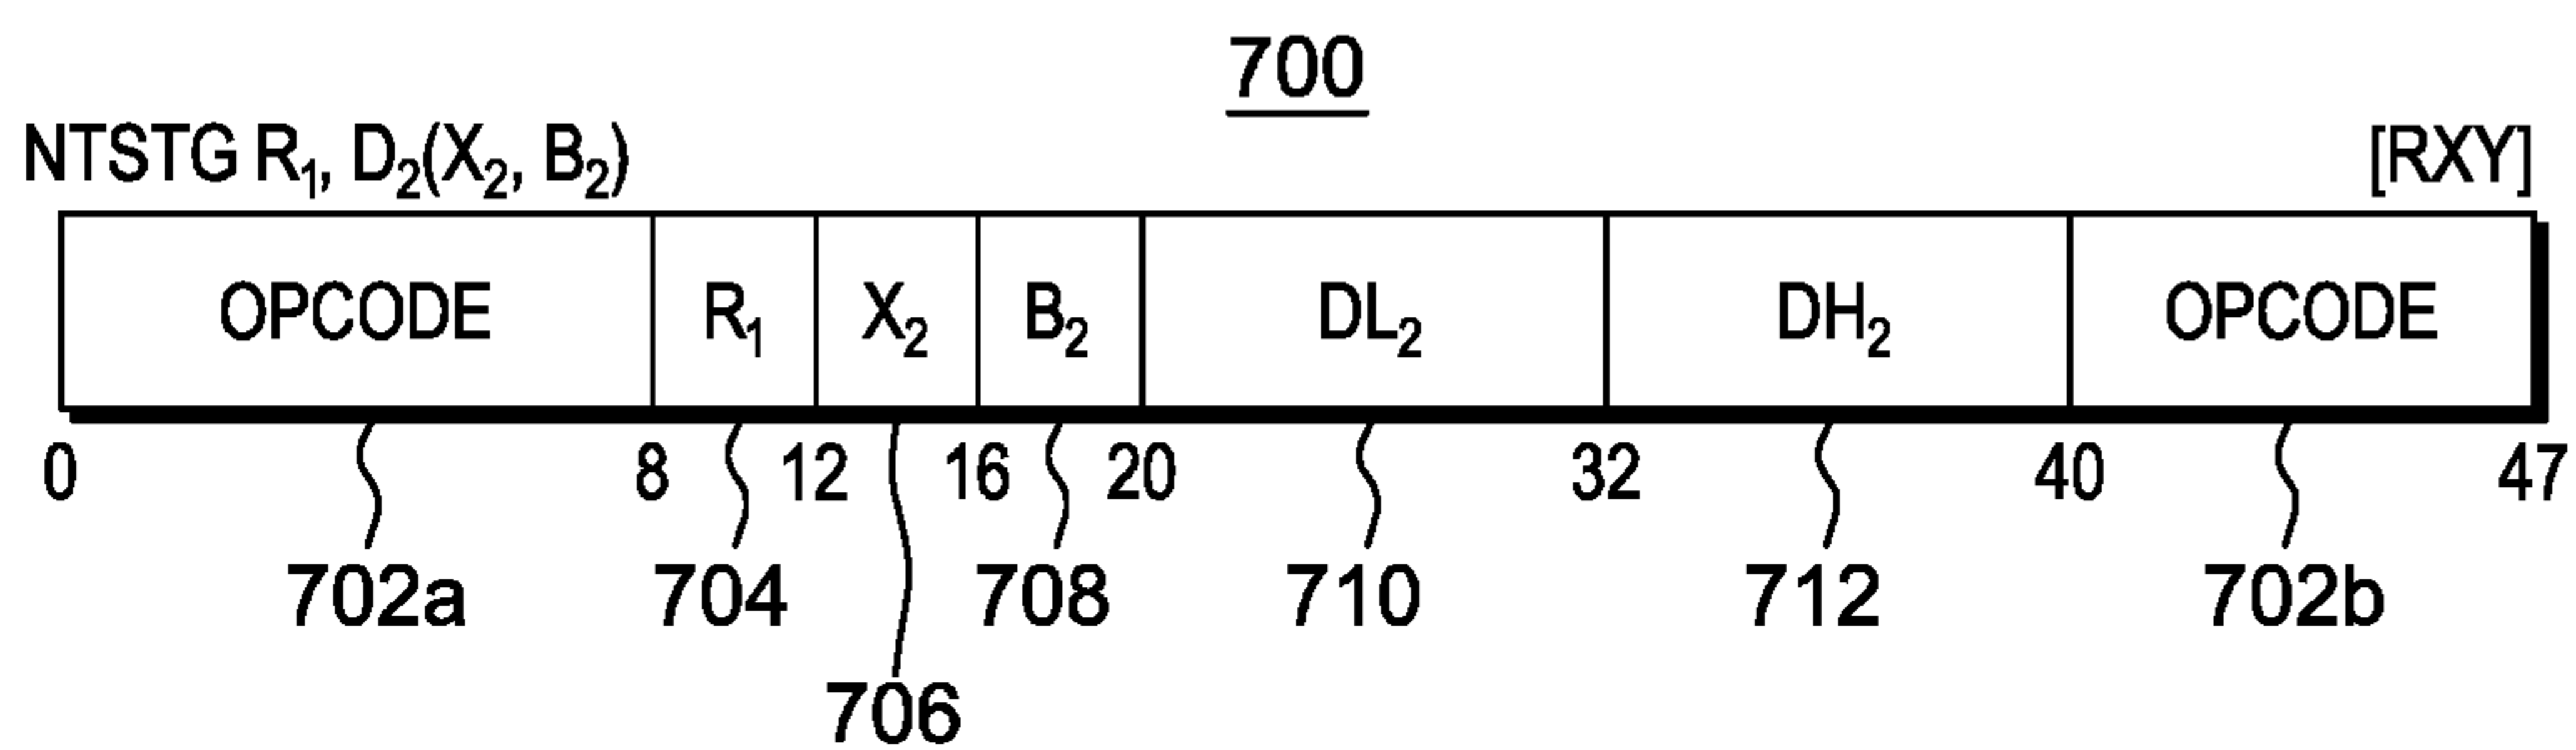 700
NTSTG R₁, D₂(X₂, B₂) [RXY]
OPCODE R₁ X₂ B₂ DL₂ DH₂ OPCODE
0 8 12 16 20 32 40 47
702a 704 708 710 712 702b
706